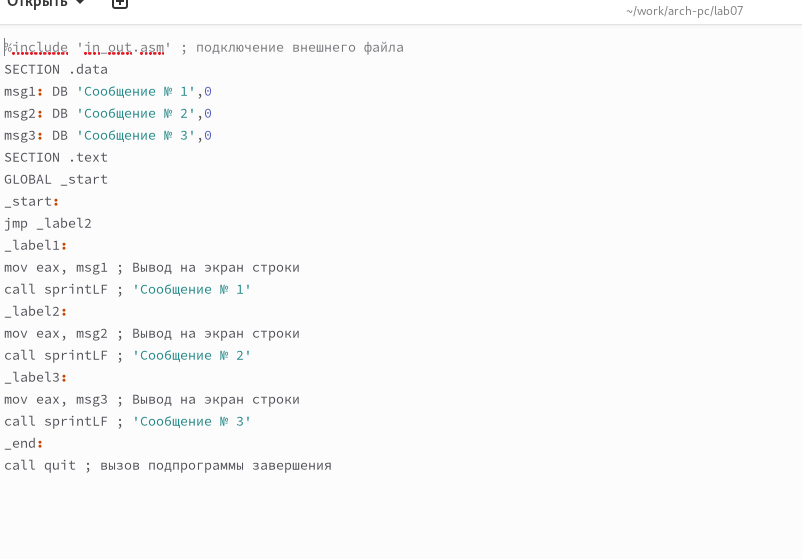 Открыть
~/work/arch-pc/lab07
%include 'in_out.asm' ; подключение внешнего файла
SECTION .data
msg1: DB 'Сообщение № 1',0
msg2: DB 'Сообщение № 2',0
msg3: DB 'Сообщение № 3',0
SECTION .text
GLOBAL _start
_start:
jmp _label2
_label1:
mov eax, msg1 ; Вывод на экран строки
call sprintLF ; 'Сообщение № 1'
_label2:
mov eax, msg2 ; Вывод на экран строки
call sprintLF ; 'Сообщение № 2'
_label3:
mov eax, msg3 ; Вывод на экран строки
call sprintLF ; 'Сообщение № 3'
_end:
call quit ; вызов подпрограммы завершения